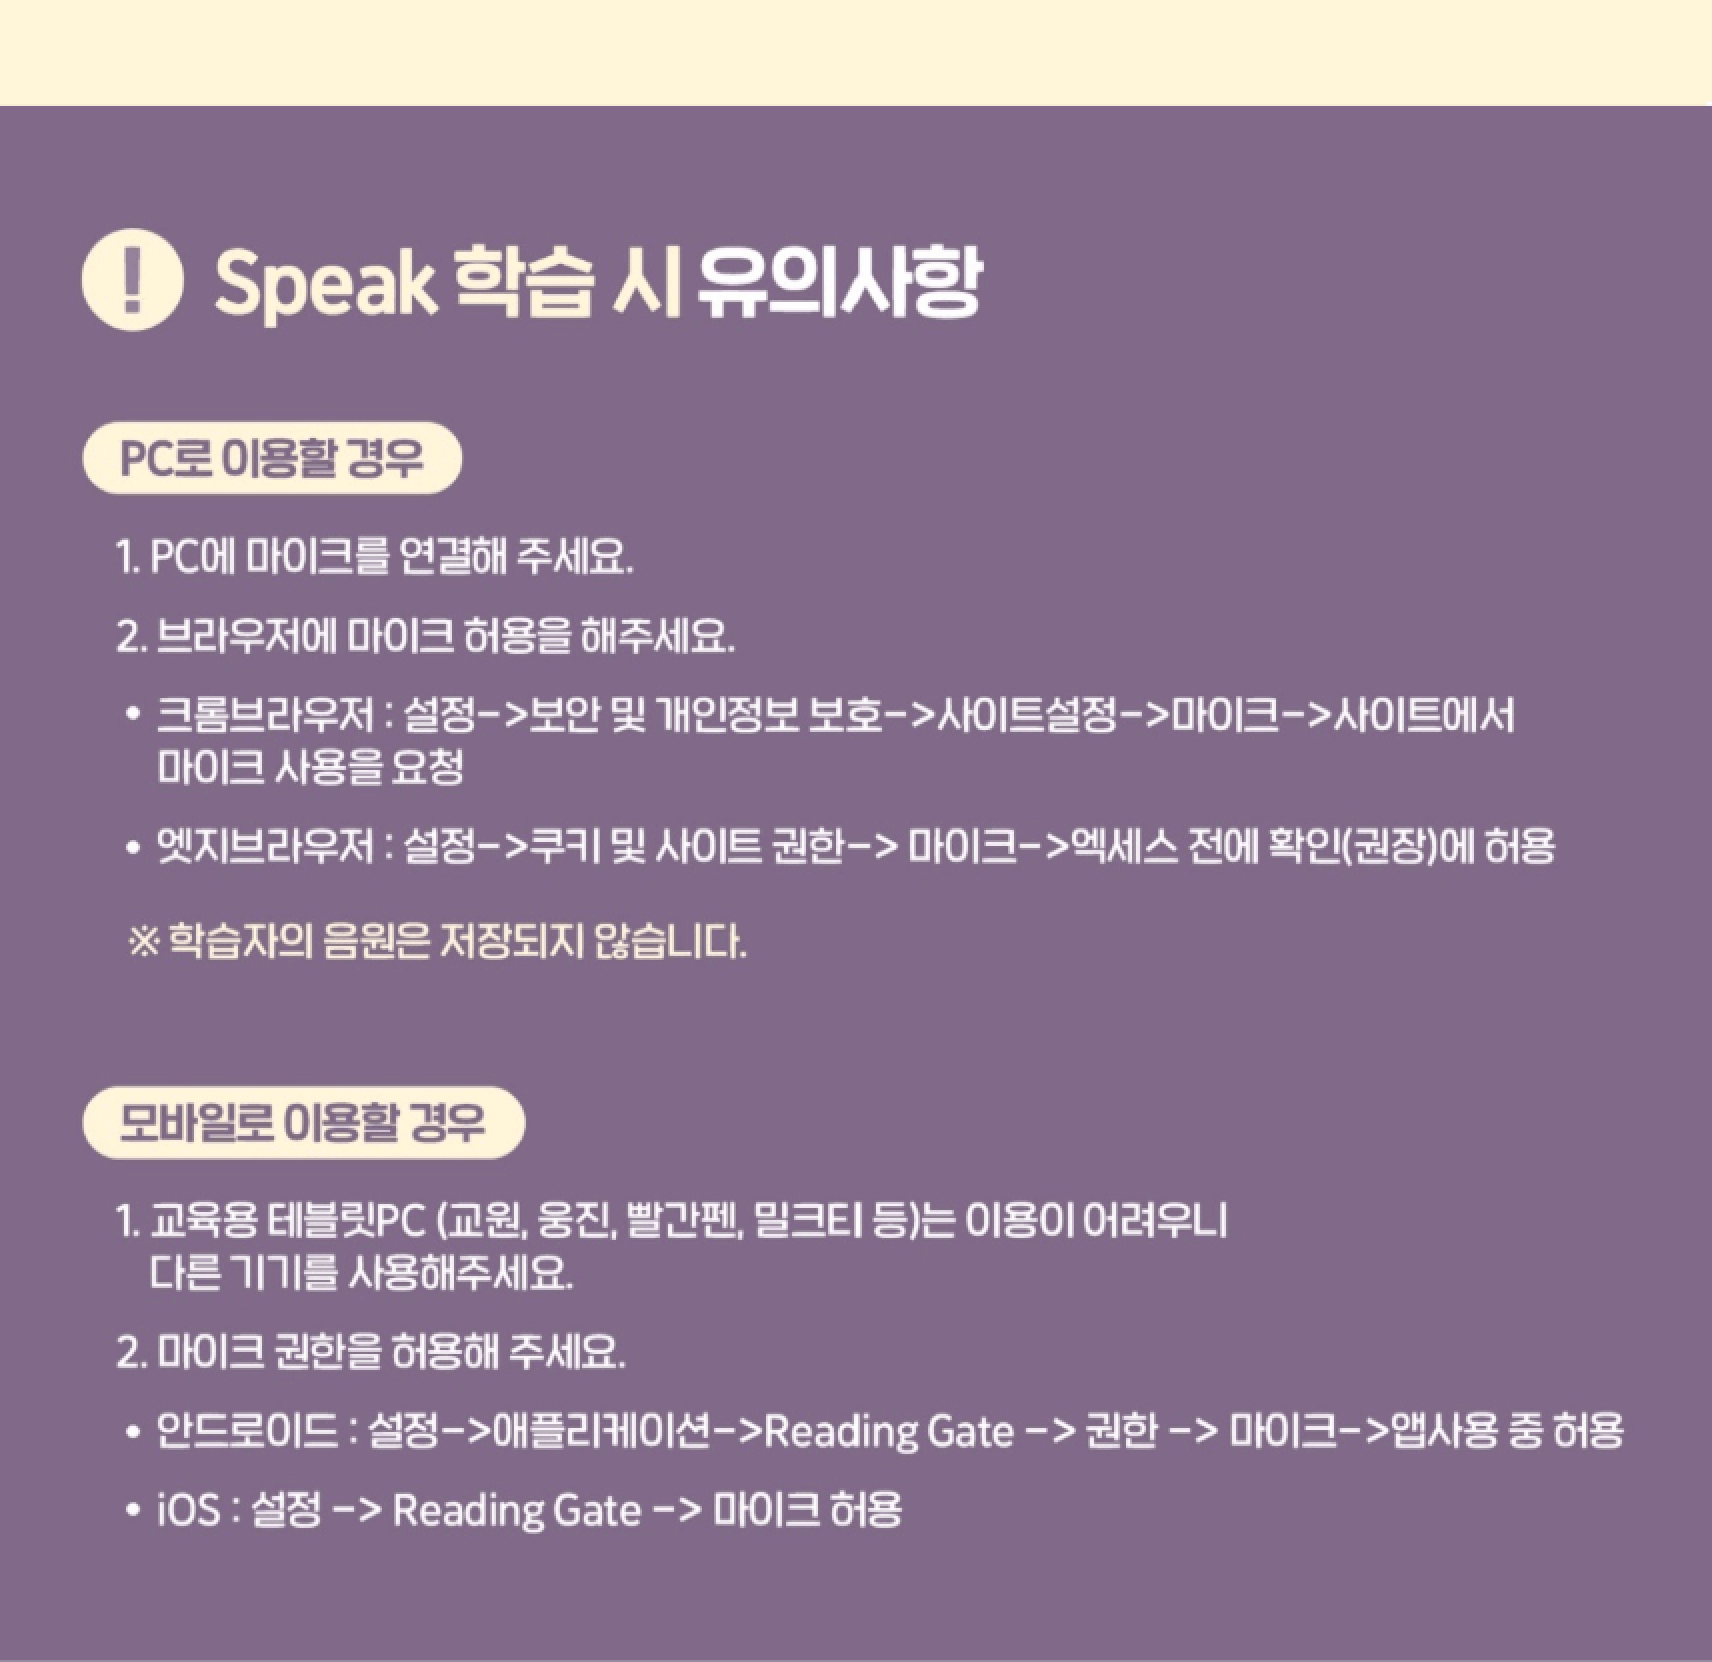 ! Speak 학습 시 유의사항
PC로 이용할 경우
1. PC에 마이크를 연결해 주세요.
2. 브라우저에 마이크 허용을 해주세요.
• 크롬브라우저 : 설정->보안 및 개인정보 보호->사이트설정->마이크->사이트에서
마이크 사용을 요청
• 엣지브라우저 : 설정->쿠키 및 사이트 권한-> 마이크->엑세스 전에 확인(권장)에 허용
※ 학습자의 음원은 저장되지 않습니다.
모바일로 이용할 경우
1. 교육용 테블릿PC (교원, 웅진, 빨간펜, 밀크티 등)는 이용이 어려우니
다른 기기를 사용해주세요.
2. 마이크 권한을 허용해 주세요.
• 안드로이드 : 설정->애플리케이션->Reading Gate -> 권한 -> 마이크->앱사용 중 허용
• iOS : 설정 -> Reading Gate -> 마이크 허용